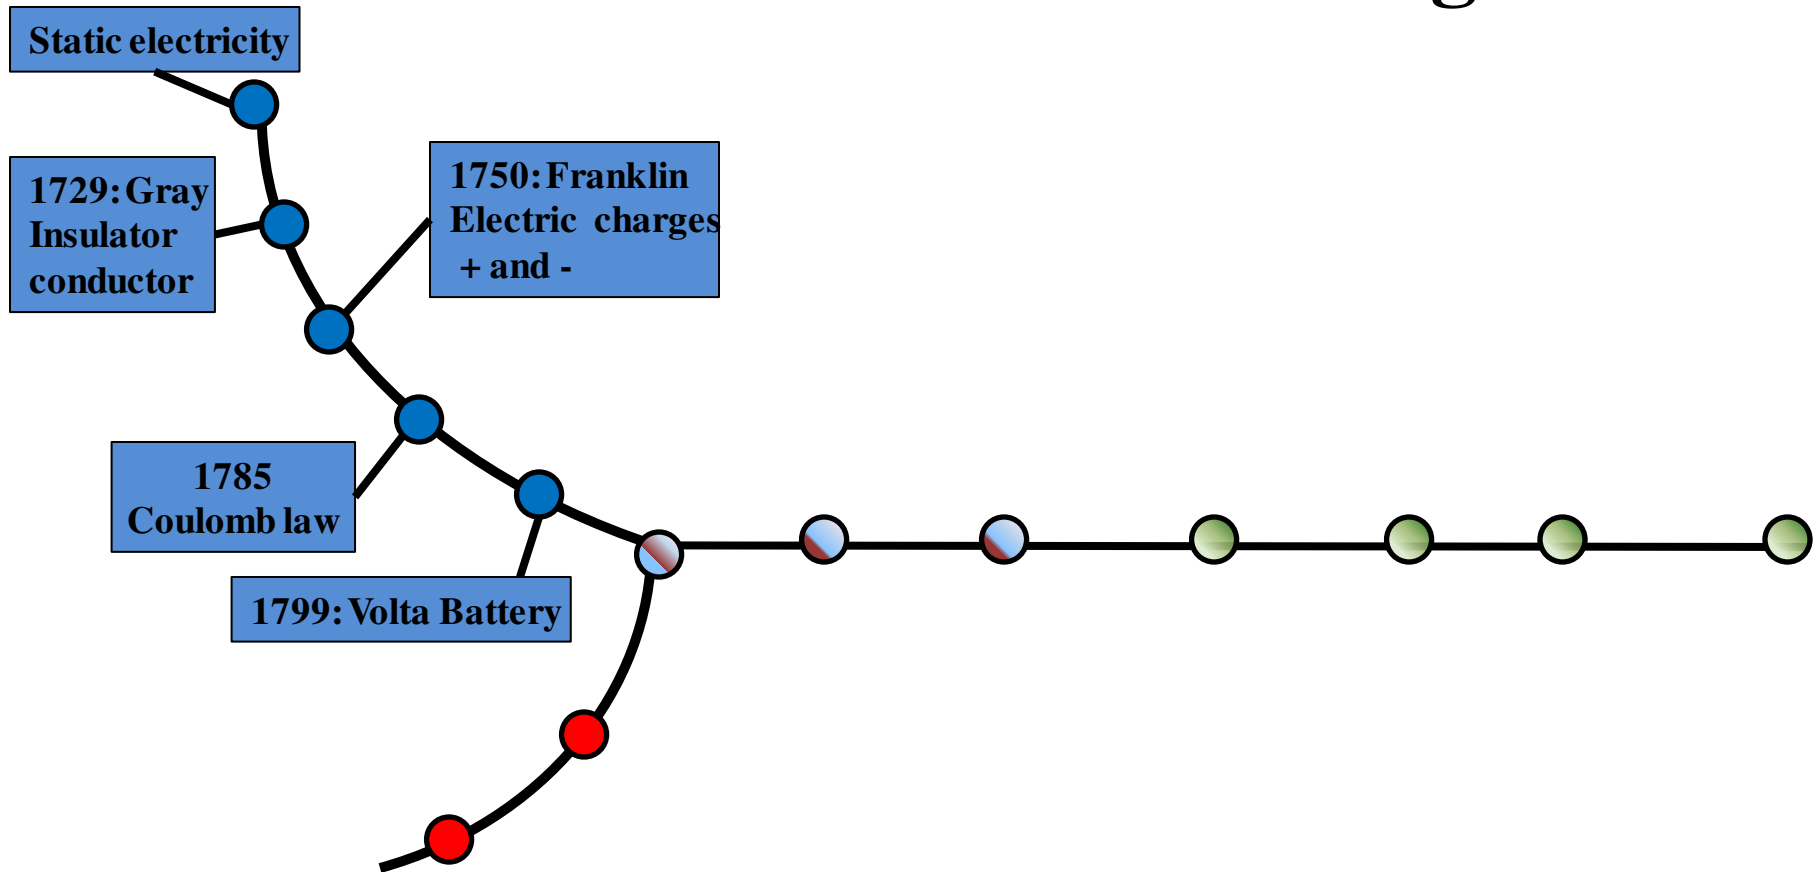 g
Static electricity
1729: Gray
Insulator
conductor
1750: Franklin
Electric charges
+ and -
1785
Coulomb law
1799: Volta Battery